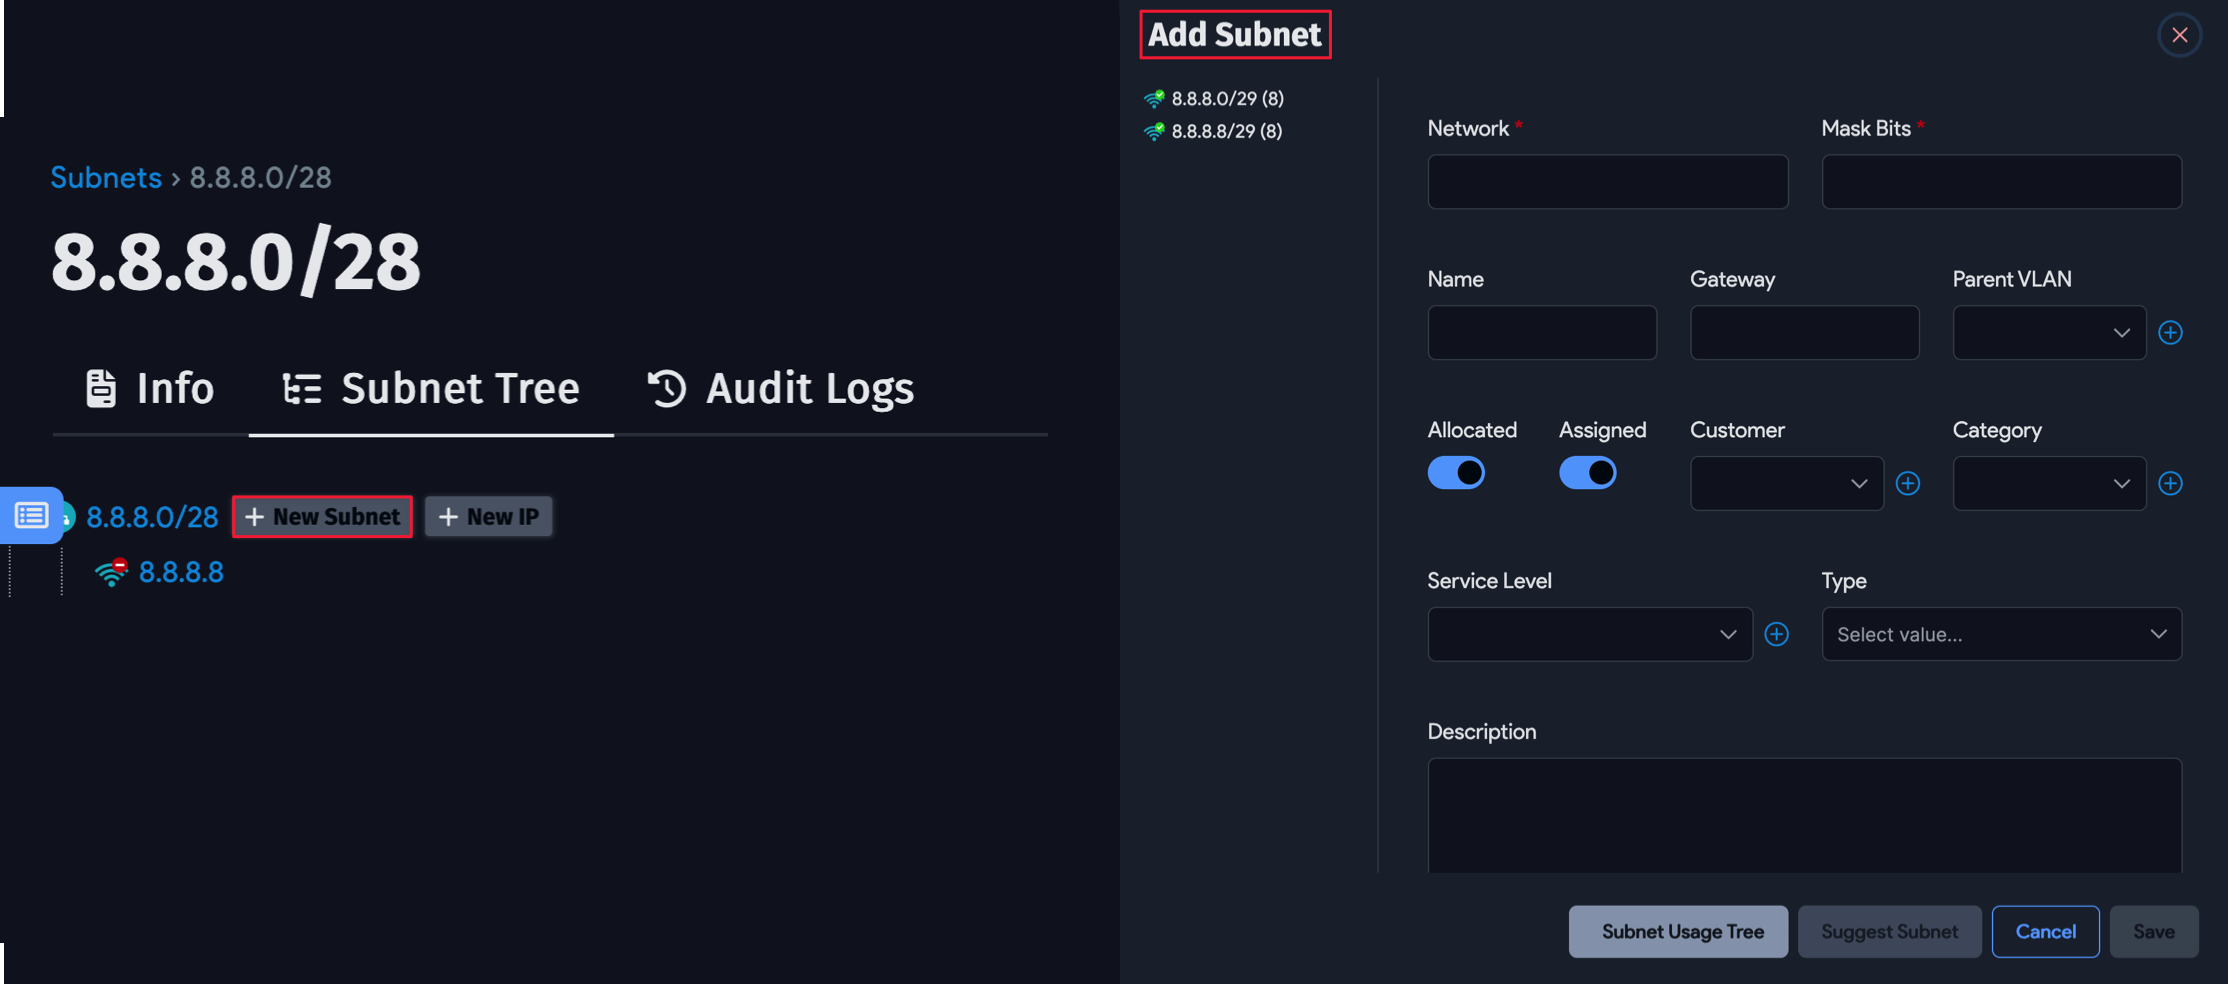 Subnets › 8.8.8.0/28
8.8.8.0/28
Info
Subnet Tree
Audit Logs
8.8.8.0/28
+ New Subnet
+ New IP
8.8.8.8
Add Subnet
8.8.8.0/29 (8)
8.8.8.8/29 (8)
Network *
Mask Bits *
Name
Gateway
Parent VLAN
Allocated
Assigned
Customer
Category
Service Level
Type
Select value...
Description
Subnet Usage Tree
Suggest Subnet
Cancel
Save